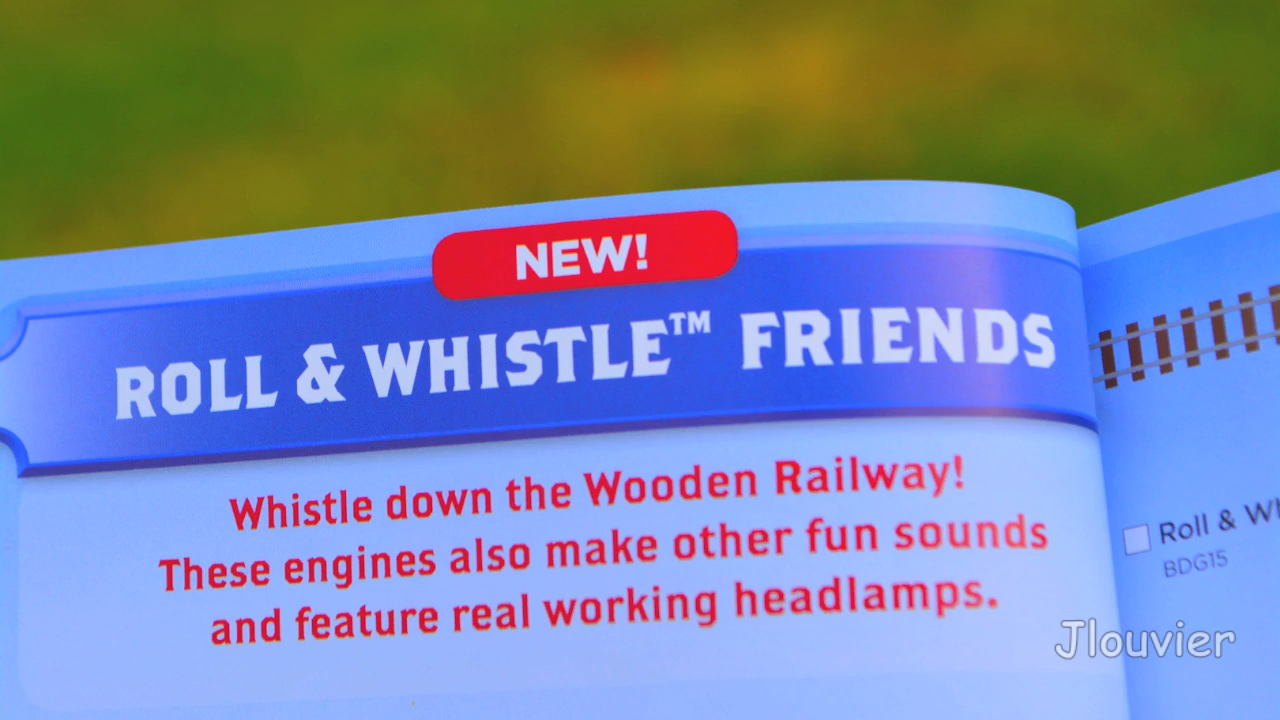 NEW!
ROLL & WHISTLE™ FRIENDS
Whistle down the Wooden Railway!
These engines also make other fun sounds
and feature real working headlamps.
Roll & Wh
BDG15
Jlouvier